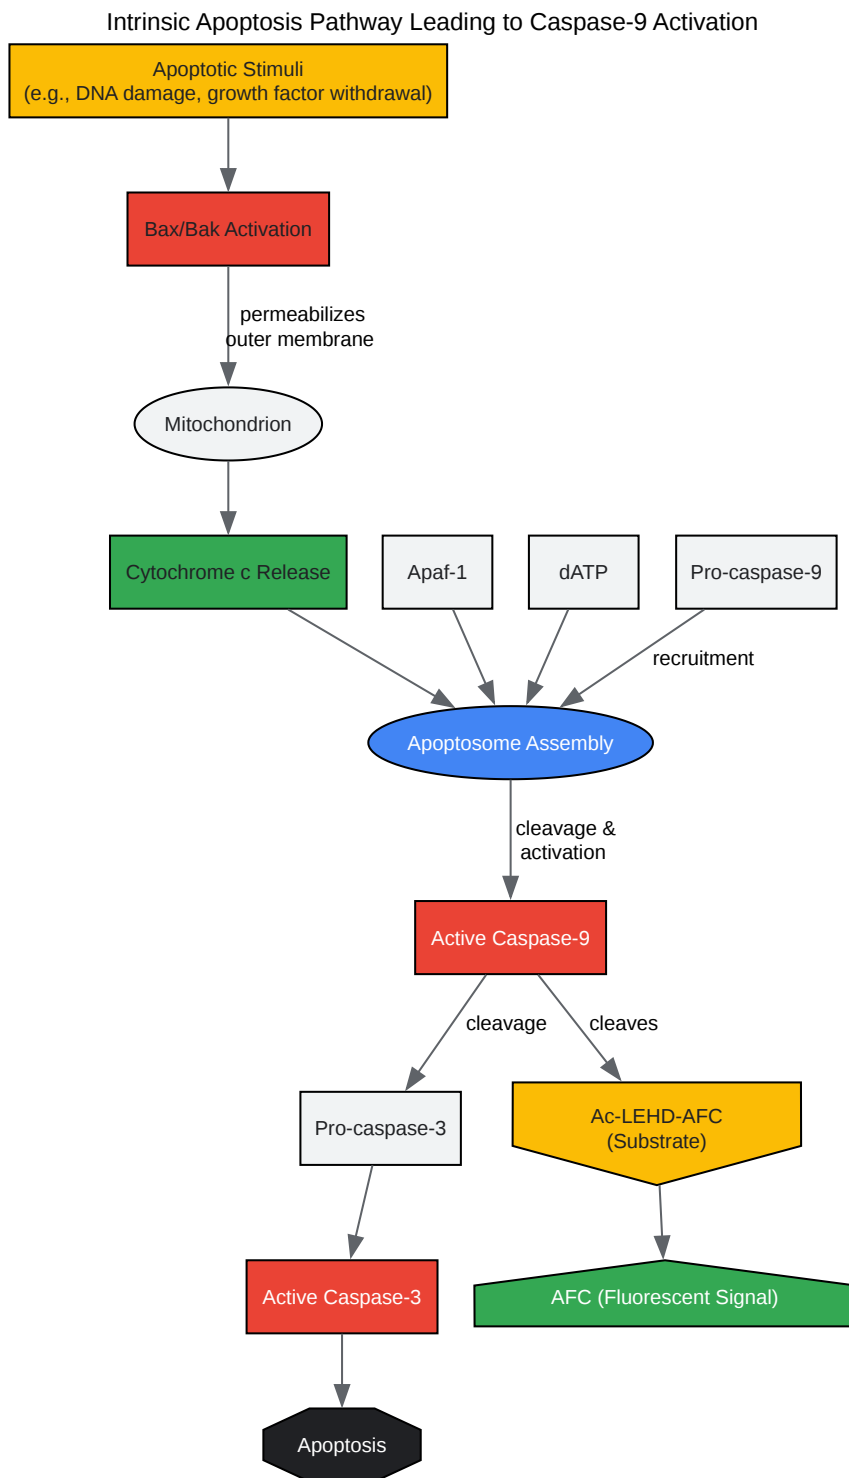 Intrinsic Apoptosis Pathway Leading to Caspase-9 Activation
Apoptotic Stimuli
(e.g., DNA damage, growth factor withdrawal)
Bax/Bak Activation
permeabilizes
outer membrane
Mitochondrion
Cytochrome c Release
Apaf-1
dATP
Pro-caspase-9
recruitment
Apoptosome Assembly
cleavage &
activation
Active Caspase-9
cleavage
cleaves
Pro-caspase-3
Ac-LEHD-AFC
(Substrate)
Active Caspase-3
AFC (Fluorescent Signal)
Apoptosis